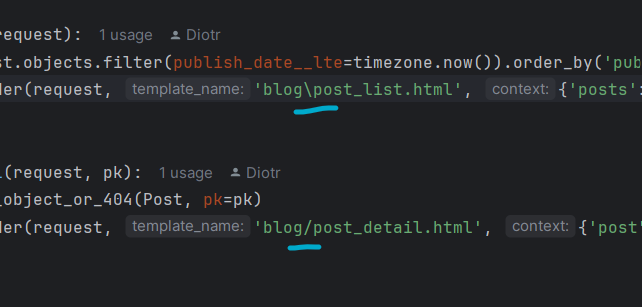 request): 1 usage Diotr
st.objects.filter(publish_date__lte=timezone.now()).order_by('pub
der(request, template_name: 'blog\post_list.html', context: {'posts':
(request, pk): 1 usage Diotr
_object_or_404(Post, pk=pk)
der(request, template_name: 'blog/post_detail.html', context: {'post'